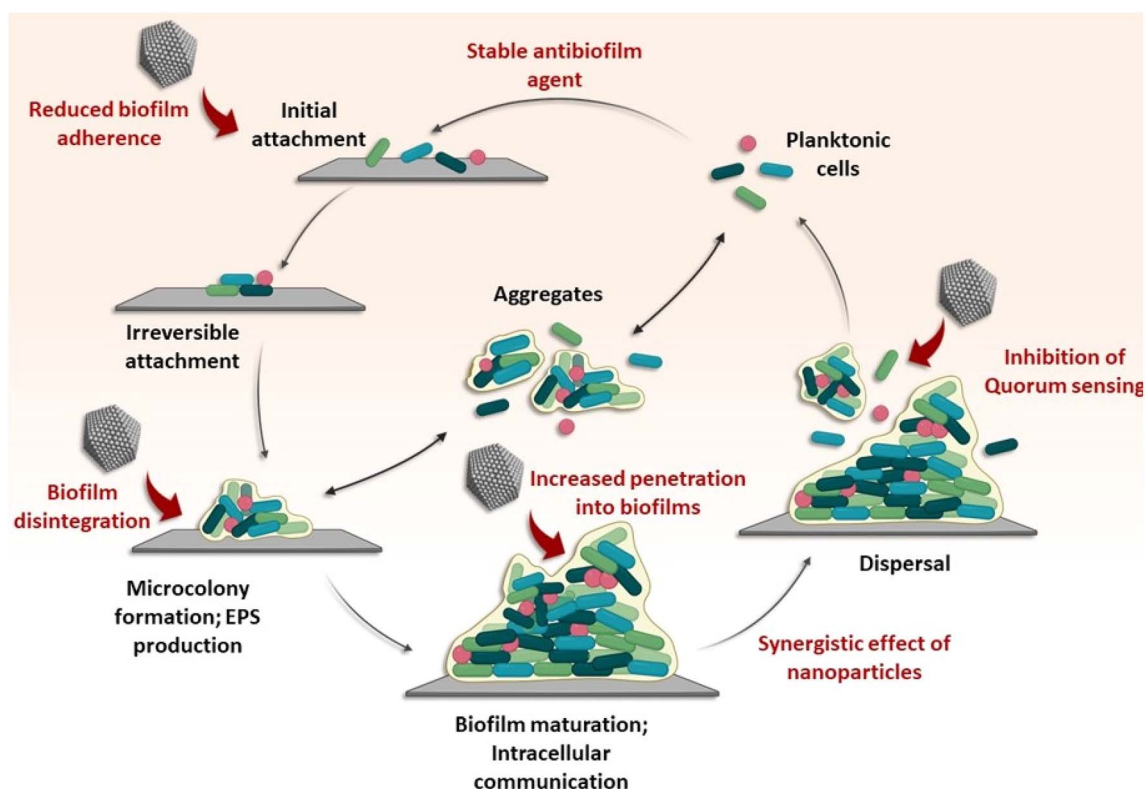 Stable antibiofilm
agent
Reduced biofilm
adherence
Initial
attachment
Planktonic
cells
Irreversible
attachment
Aggregates
Inhibition of
Quorum sensing
Biofilm
disintegration
Increased penetration
into biofilms
Microcolony
formation; EPS
production
Dispersal
Synergistic effect of
nanoparticles
Biofilm maturation;
Intracellular
communication